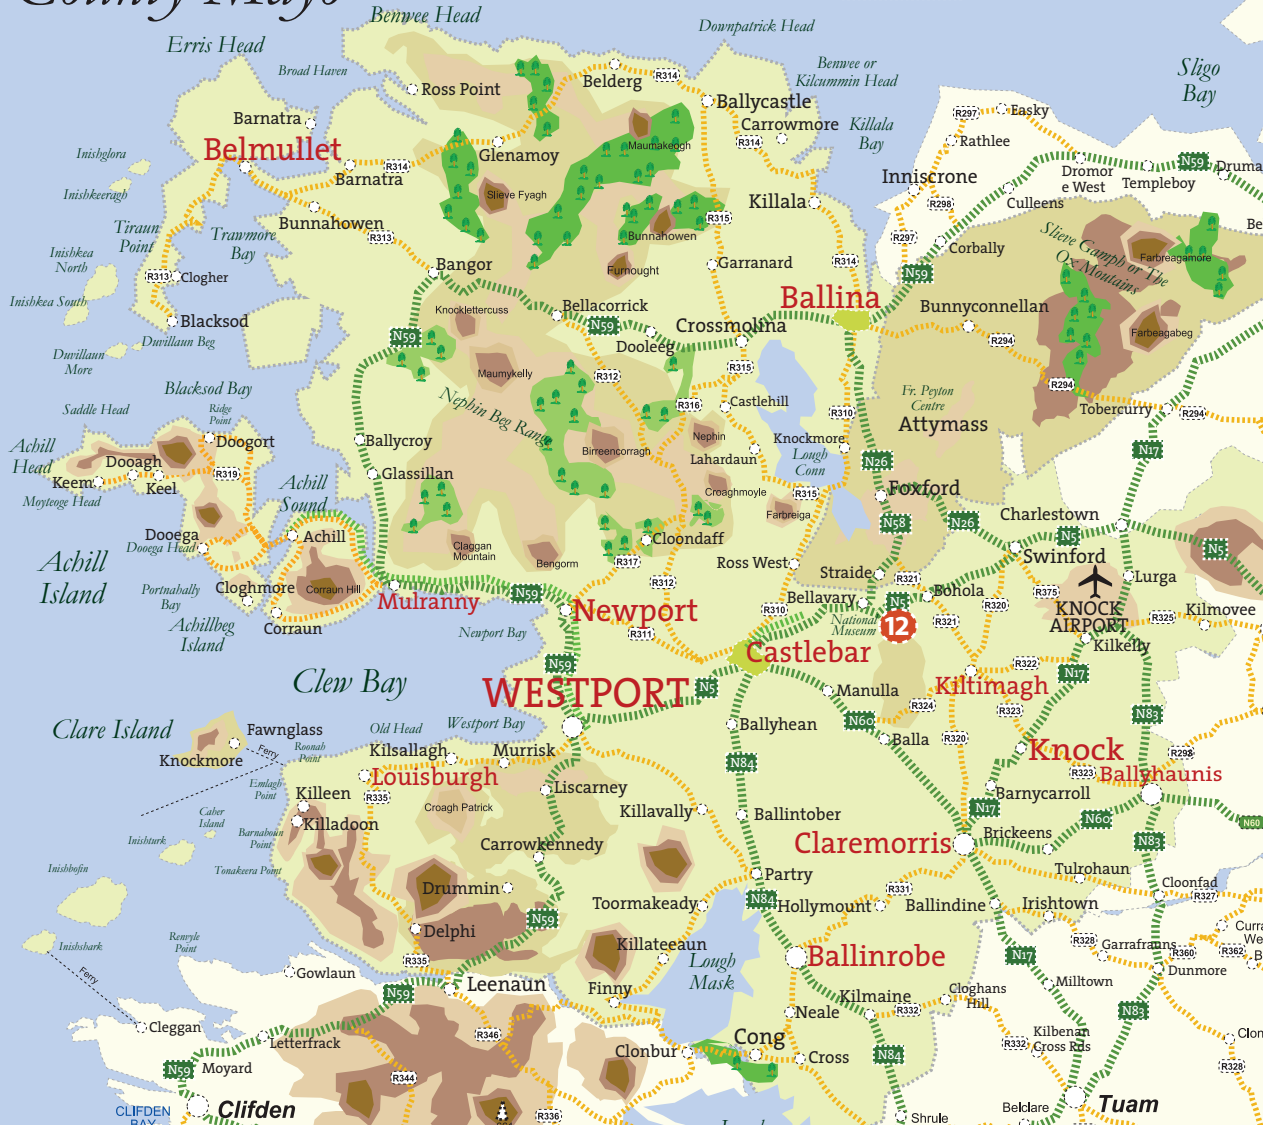 County Mayo
Benwee Head
Erris Head
Downpatrick Head
Broad Haven
Benwee or
Kilcummin Head
Sligo
Bay
Ross Point
Belderg
R314
Ballycastle
Carrowmore
Killala
Bay
R297
Easky
Barnatra
Belmullet
Glenamoy
Maumakeogh
R314
Rathlee
Inishglora
R314
Barnatra
Inniscrone
Dromor
e West
N59
Druma
Templeboy
Inishkeeragh
Slieve Fyagh
Killala
R298
Culleens
Bunnahowen
R315
Tiraun
Point
Trawmore
Bay
R313
Bunnahowen
R297
Corbally
Slieve Gamph or The
Ox Moutains
Be
Farbreagamore
Inishkea
North
R313
Clogher
Bangor
Furnought
Garranard
R314
N59
Inishkea South
Knocklettercuss
Bellacorrick
Ballina
Bunnyconnellan
Blacksod
N59
N59
Crossmolina
Farbeagabeg
Duvillaun Beg
Dooleeg
R294
Duvillaun
More
Maumykelly
R312
R315
R294
Blacksod Bay
Nephin Beg Range
R316
Castlehill
Fr. Peyton
Centre
Saddle Head
Ridge
Point
R310
Tobercurry
R294
Achill
Head
Doogort
Ballycroy
Nephin
Attymass
Dooagh
Birreencorragh
Lahardaun
Knockmore
Lough
Conn
N26
N17
Keem
Keel
R319
Glassillan
Achill
Sound
Croaghmoyle
R315
Foxford
Moyteoge Head
Farbreiga
N58
N26
Charlestown
Dooega
Dooega Head
Achill
Claggan
Mountain
Cloondaff
N5
N5
Achill
Island
Bengorm
R317
Ross West
Swinford
Portnahally
Bay
Cloghmore
Corraun Hill
Mulranny
N59
R312
Straide
R321
Bohola
R375
Lurga
Bellavary
N5
R320
KNOCK
AIRPORT
R325
Kilmovee
Achillbeg
Island
Corraun
Newport
R310
National
Museum
12
R321
Newport Bay
R311
Kilkelly
Clew Bay
N59
Castlebar
R322
N17
WESTPORT
N5
Manulla
Kiltimagh
Clare Island
Old Head
Westport Bay
Ballyhean
R324
R323
N83
Fawnglass
N60
Balla
R320
Knock
Knockmore
Ferry
Roonah
Point
Kilsallagh
Murrisk
N84
R298
Louisburgh
R323
Ballyhaunis
Emlagh
Point
Killeen
R335
Liscarney
Barnycarroll
Caher
Island
Killadoon
Croagh Patrick
Killavally
Ballintober
N17
N60
N60
Inishturk
Barnaboun
Point
Carrowkennedy
Claremorris
Brickeens
N83
Inishbofin
Tonakeera Point
Partry
Tulrohaun
Drummin
R331
Cloonfad
Toormakeady
N84
Hollymount
Ballindine
Irishtown
R327
Inishshark
Renvyle
Point
Delphi
N59
Killateeaun
R328
Garrafrauns
R360
Curra
We
R362
B
Ferry
R335
Lough
Mask
Ballinrobe
N17
Dunmore
Gowlaun
Leenaun
Finny
Kilmaine
Cloghans
Hill
Milltown
N59
Neale
R332
N83
Cleggan
R346
Cong
R332
Kilbenan
Cross Rds
Clon
Letterfrack
Clonbur
Cross
N84
R328
N59
Moyard
R344
CLIFDEN
BAY
Clifden
R336
Shrule
Belclare
Tuam